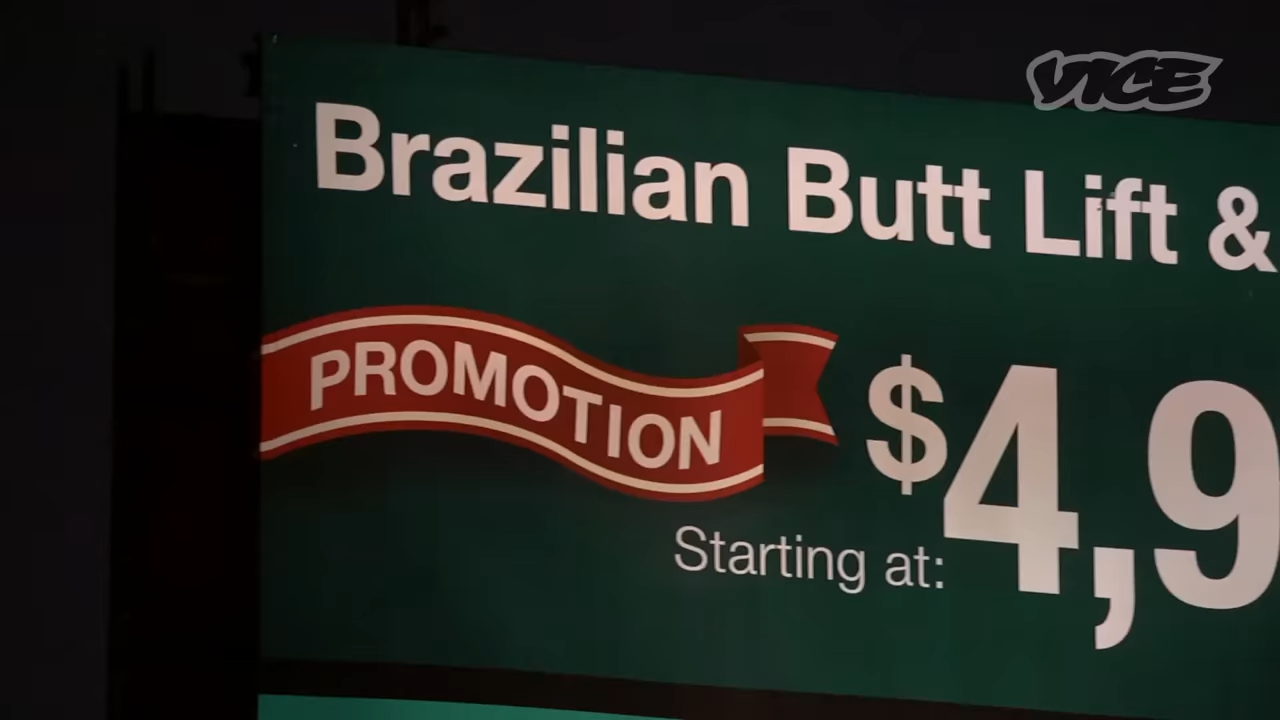 VICE
Brazilian Butt Lift &
PROMOTION
$4,9
Starting at: